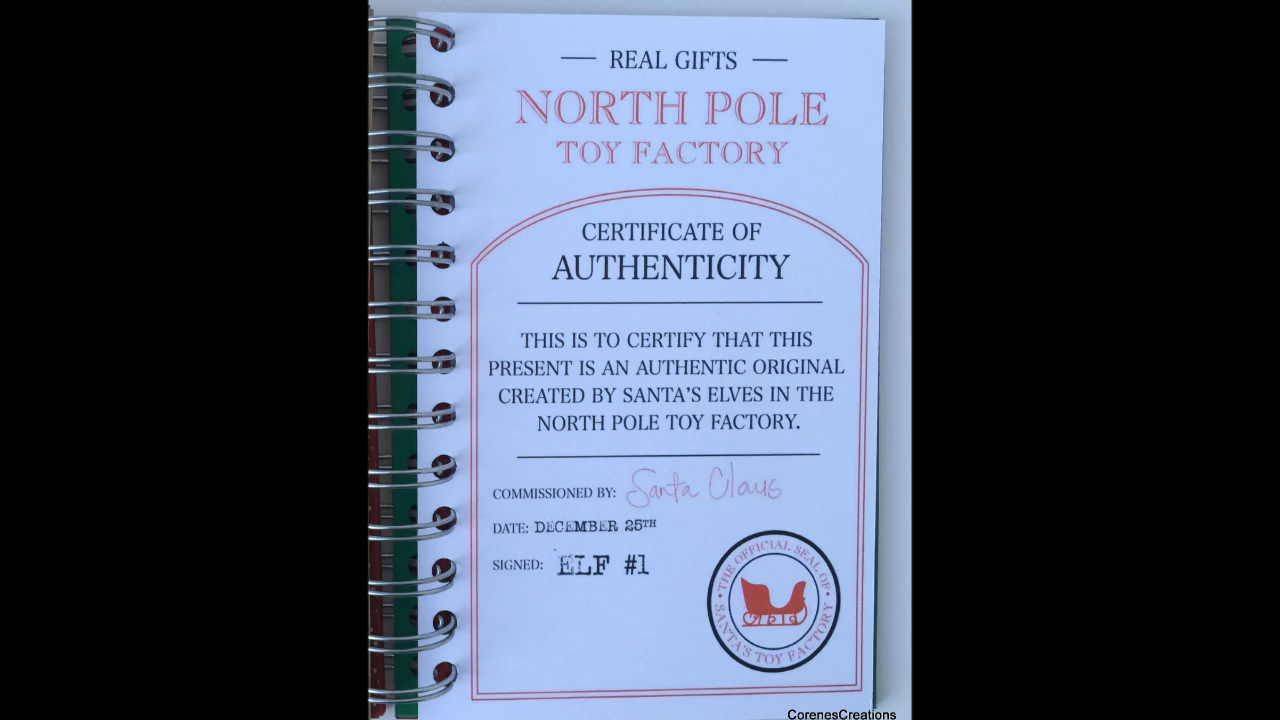 REAL GIFTS
NORTH POLE
TOY FACTORY
CERTIFICATE OF
AUTHENTICITY
THIS IS TO CERTIFY THAT THIS
PRESENT IS AN AUTHENTIC ORIGINAL
CREATED BY SANTA'S ELVES IN THE
NORTH POLE TOY FACTORY.
COMMISSIONED BY: Santa Claus
DATE: DECEMBER 25TH
SIGNED: ELF #1
• THE OFFICIAL SEAL OF •
SANTA'S TOY FACTORY
CorenesCreations